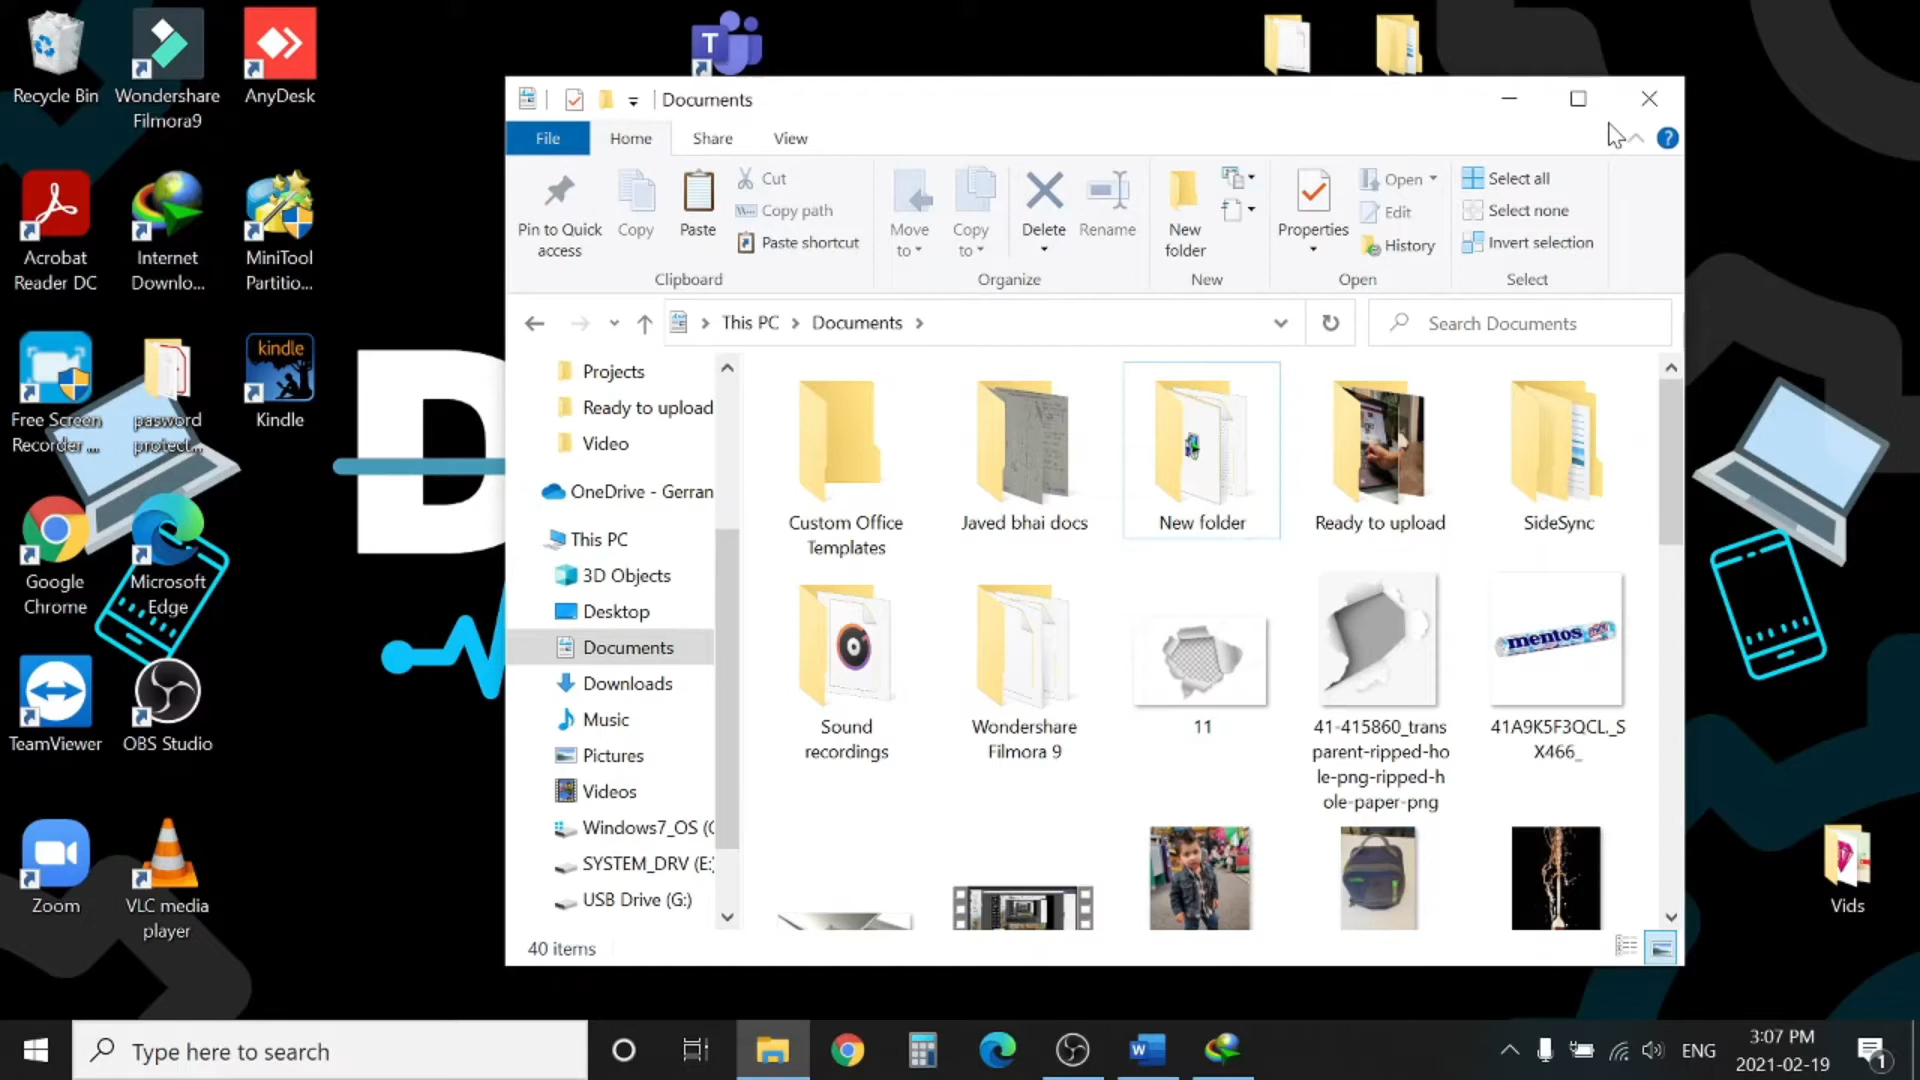 Recycle Bin
Wondershare
Filmora9
AnyDesk
Acrobat
Reader DC
Internet
Downlo...
MiniTool
Partitio...
Free Screen
Recorder ...
pasword
protect...
kindle
Kindle
Google
Chrome
Microsoft
Edge
TeamViewer
OBS Studio
Zoom
VLC media
player
T
D
Documents
File
Home
Share
View
Pin to Quick
access
Copy
Paste
Cut
Copy path
Paste shortcut
Clipboard
Move
to
Copy
to
Delete
Rename
Organize
New
folder
New
Properties
Open
Edit
History
Open
Select all
Select none
Invert selection
Select
This PC
Documents
Search Documents
Projects
Ready to upload
Video
OneDrive - Gerran
This PC
3D Objects
Desktop
Documents
Downloads
Music
Pictures
Videos
Windows7_OS (C
SYSTEM_DRV (E:)
USB Drive (G:)
Custom Office
Templates
Javed bhai docs
New folder
Ready to upload
SideSync
Sound
recordings
Wondershare
Filmora 9
11
41-415860_trans
parent-ripped-ho
le-png-ripped-h
ole-paper-png
mentos
41A9K5F3QCL._S
X466_
40 items
Vids
Type here to search
W
ENG
3:07 PM
2021-02-19
1